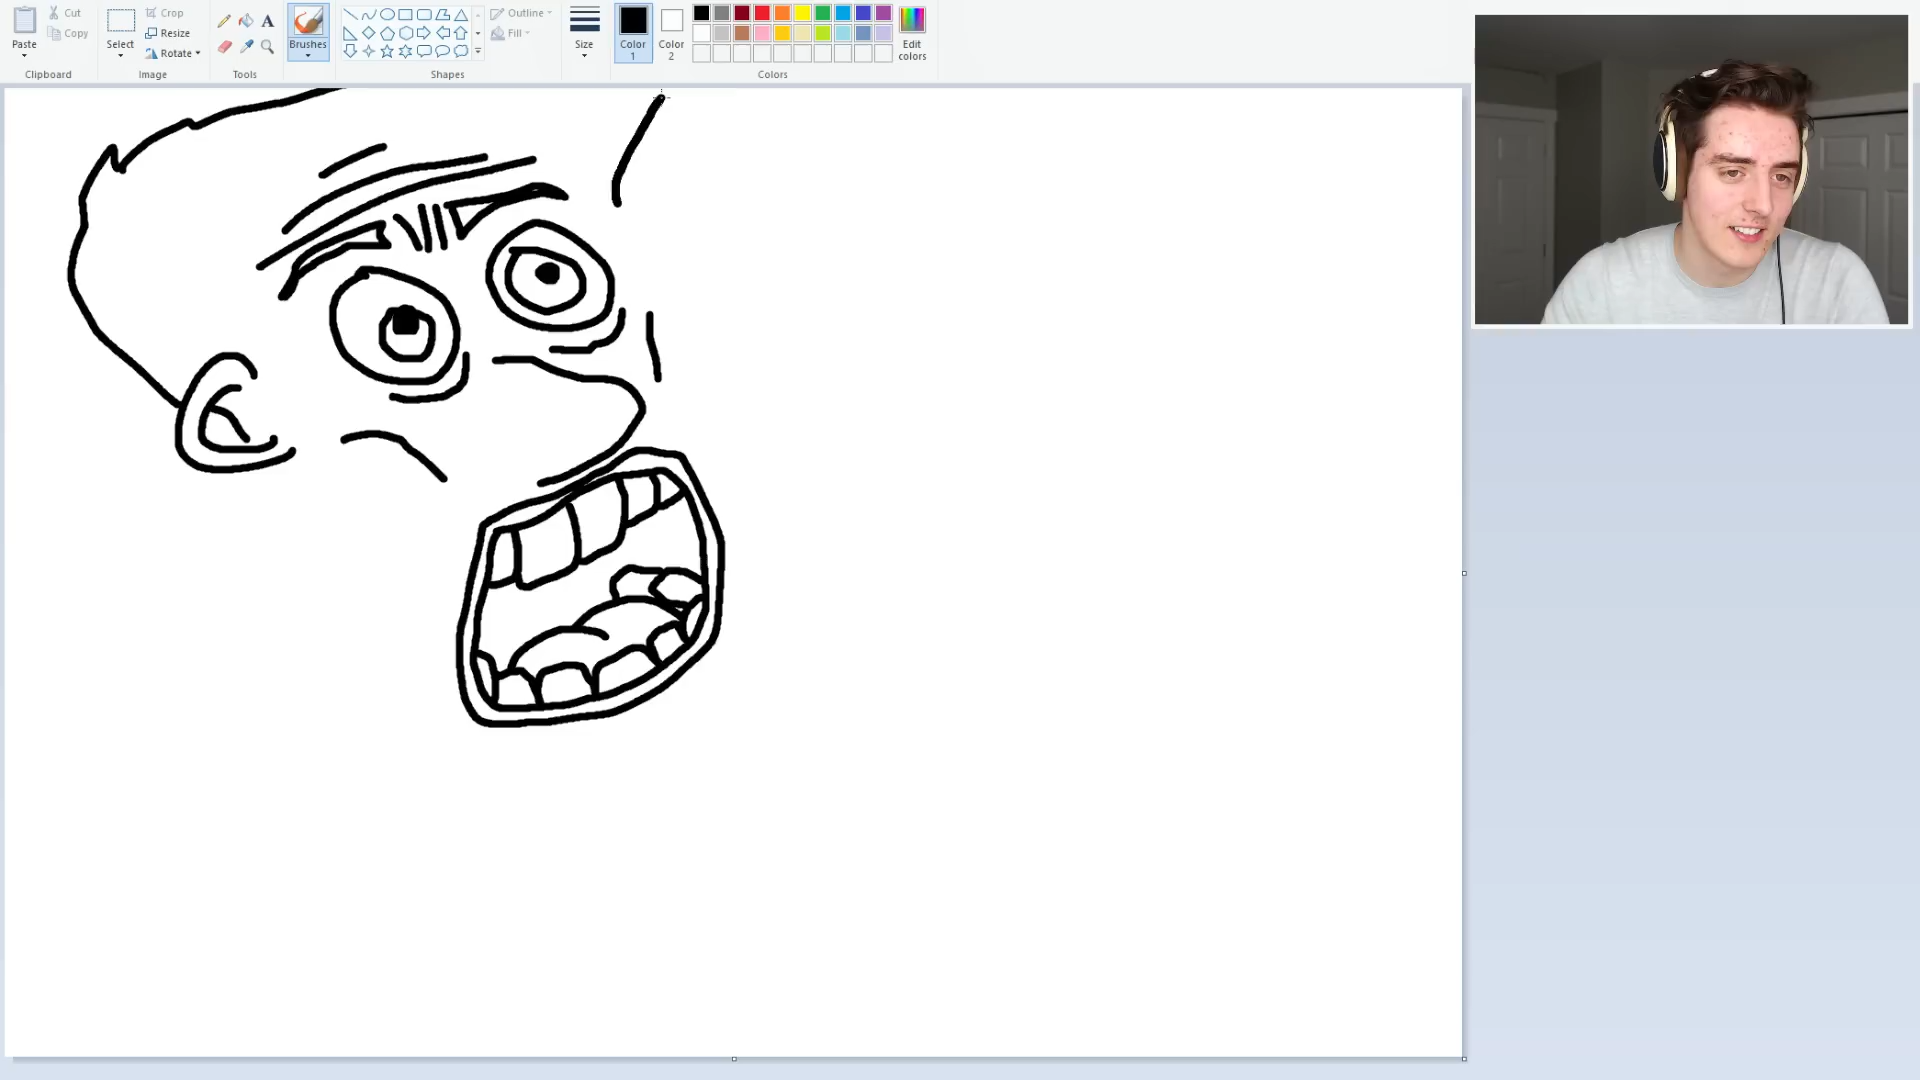 Paste
Cut
Copy
Clipboard
Select
Crop
Resize
Rotate
Image
A
Tools
Brushes
Outline
Fill
Shapes
Size
Color
1
Color
2
Edit
colors
Colors